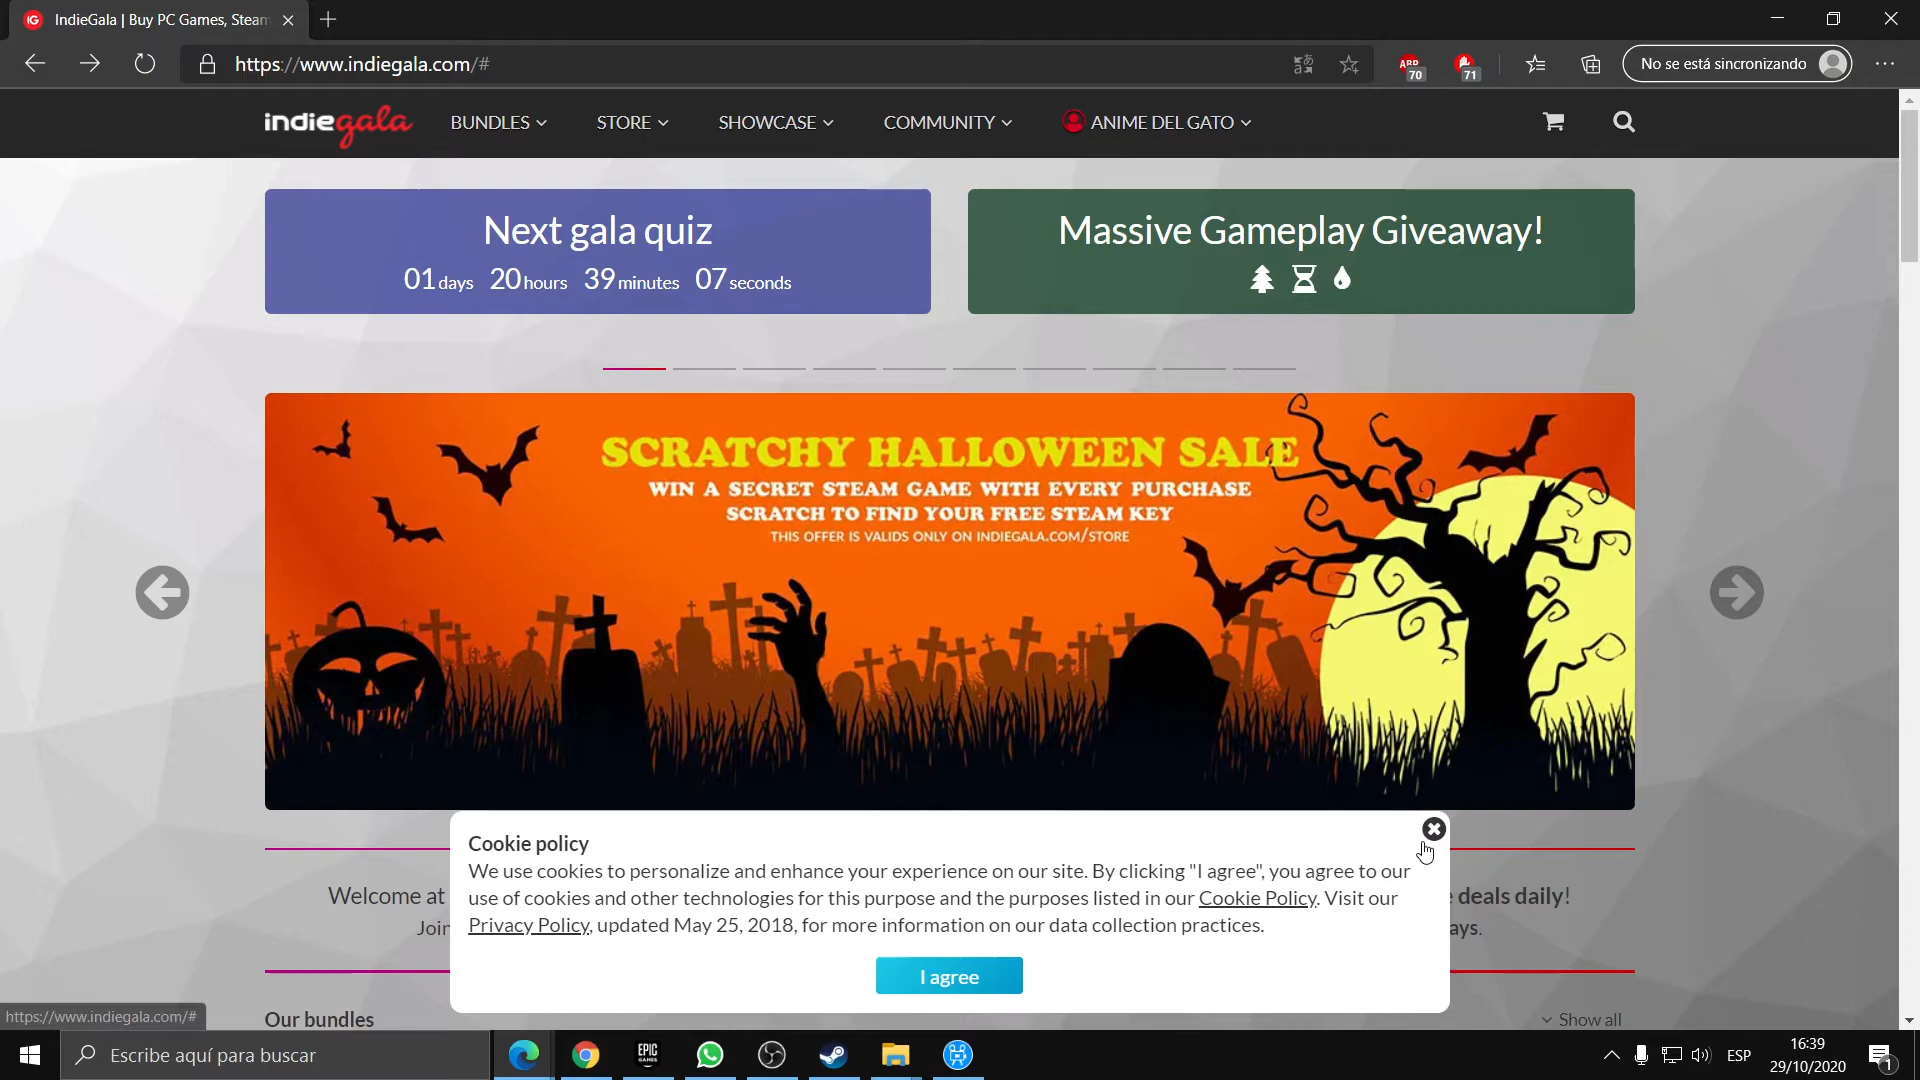 IG IndieGala | Buy PC Games, Steam
https://www.indiegala.com/#
ABP 70 71 No se está sincronizando
indiegala BUNDLES STORE SHOWCASE COMMUNITY ANIME DEL GATO
Next gala quiz
01 days 20 hours 39 minutes 07 seconds
Massive Gameplay Giveaway!
SCRATCHY HALLOWEEN SALE
WIN A SECRET STEAM GAME WITH EVERY PURCHASE
SCRATCH TO FIND YOUR FREE STEAM KEY
THIS OFFER IS VALIDS ONLY ON INDIEGALA.COM/STORE
Cookie policy
We use cookies to personalize and enhance your experience on our site. By clicking "I agree", you agree to our
use of cookies and other technologies for this purpose and the purposes listed in our Cookie Policy. Visit our
Privacy Policy, updated May 25, 2018, for more information on our data collection practices.
I agree
Welcome at
deals daily!
Our bundles
Show all
https://www.indiegala.com/#
Escribe aquí para buscar
EPIC GAMES
ESP
16:39
29/10/2020
1